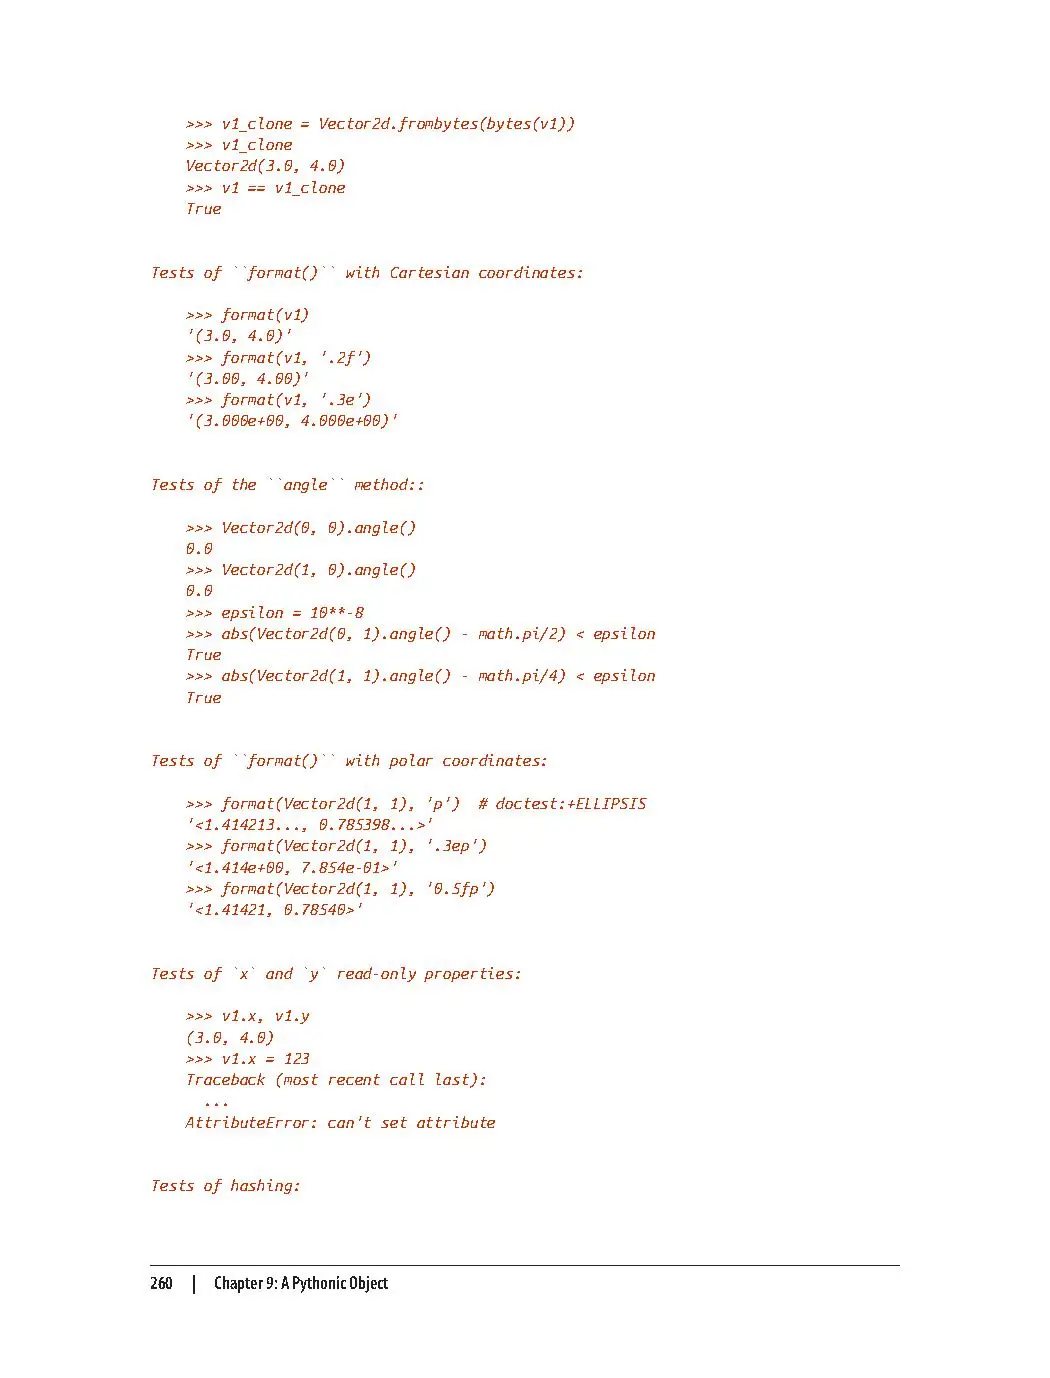 >>> v1_clone = Vector2d.frombytes(bytes(v1))
>>> v1_clone
Vector2d(3.0, 4.0)
>>> v1 == v1_clone
True
Tests of ``format()`` with Cartesian coordinates:
>>> format(v1)
'(3.0, 4.0)'
>>> format(v1, '.2f')
'(3.00, 4.00)'
>>> format(v1, '.3e')
'(3.000e+00, 4.000e+00)'
Tests of the ``angle`` method::
>>> Vector2d(0, 0).angle()
0.0
>>> Vector2d(1, 0).angle()
0.0
>>> epsilon = 10**-8
>>> abs(Vector2d(0, 1).angle() - math.pi/2) < epsilon
True
>>> abs(Vector2d(1, 1).angle() - math.pi/4) < epsilon
True
Tests of ``format()`` with polar coordinates:
>>> format(Vector2d(1, 1), 'p')  # doctest:+ELLIPSIS
'<1.414213..., 0.785398...>'
>>> format(Vector2d(1, 1), '.3ep')
'<1.414e+00, 7.854e-01>'
>>> format(Vector2d(1, 1), '0.5fp')
'<1.41421, 0.78540>'
Tests of `x` and `y` read-only properties:
>>> v1.x, v1.y
(3.0, 4.0)
>>> v1.x = 123
Traceback (most recent call last):
...
AttributeError: can't set attribute
Tests of hashing:
260 | Chapter 9: A Pythonic Object